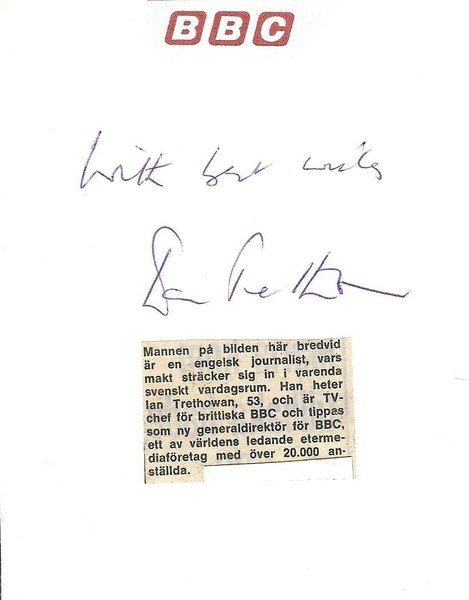 BBC
With best wishes
Ian Trethowan
Mannen på bilden här bredvid
är en engelsk journalist, vars
makt sträcker sig in i varenda
svenskt vardagsrum. Han heter
Ian Trethowan, 53, och är TV-
chef för brittiska BBC och tippas
som ny generaldirektör för BBC,
ett av världens ledande eterme-
diaföretag med över 20.000 an-
ställda.